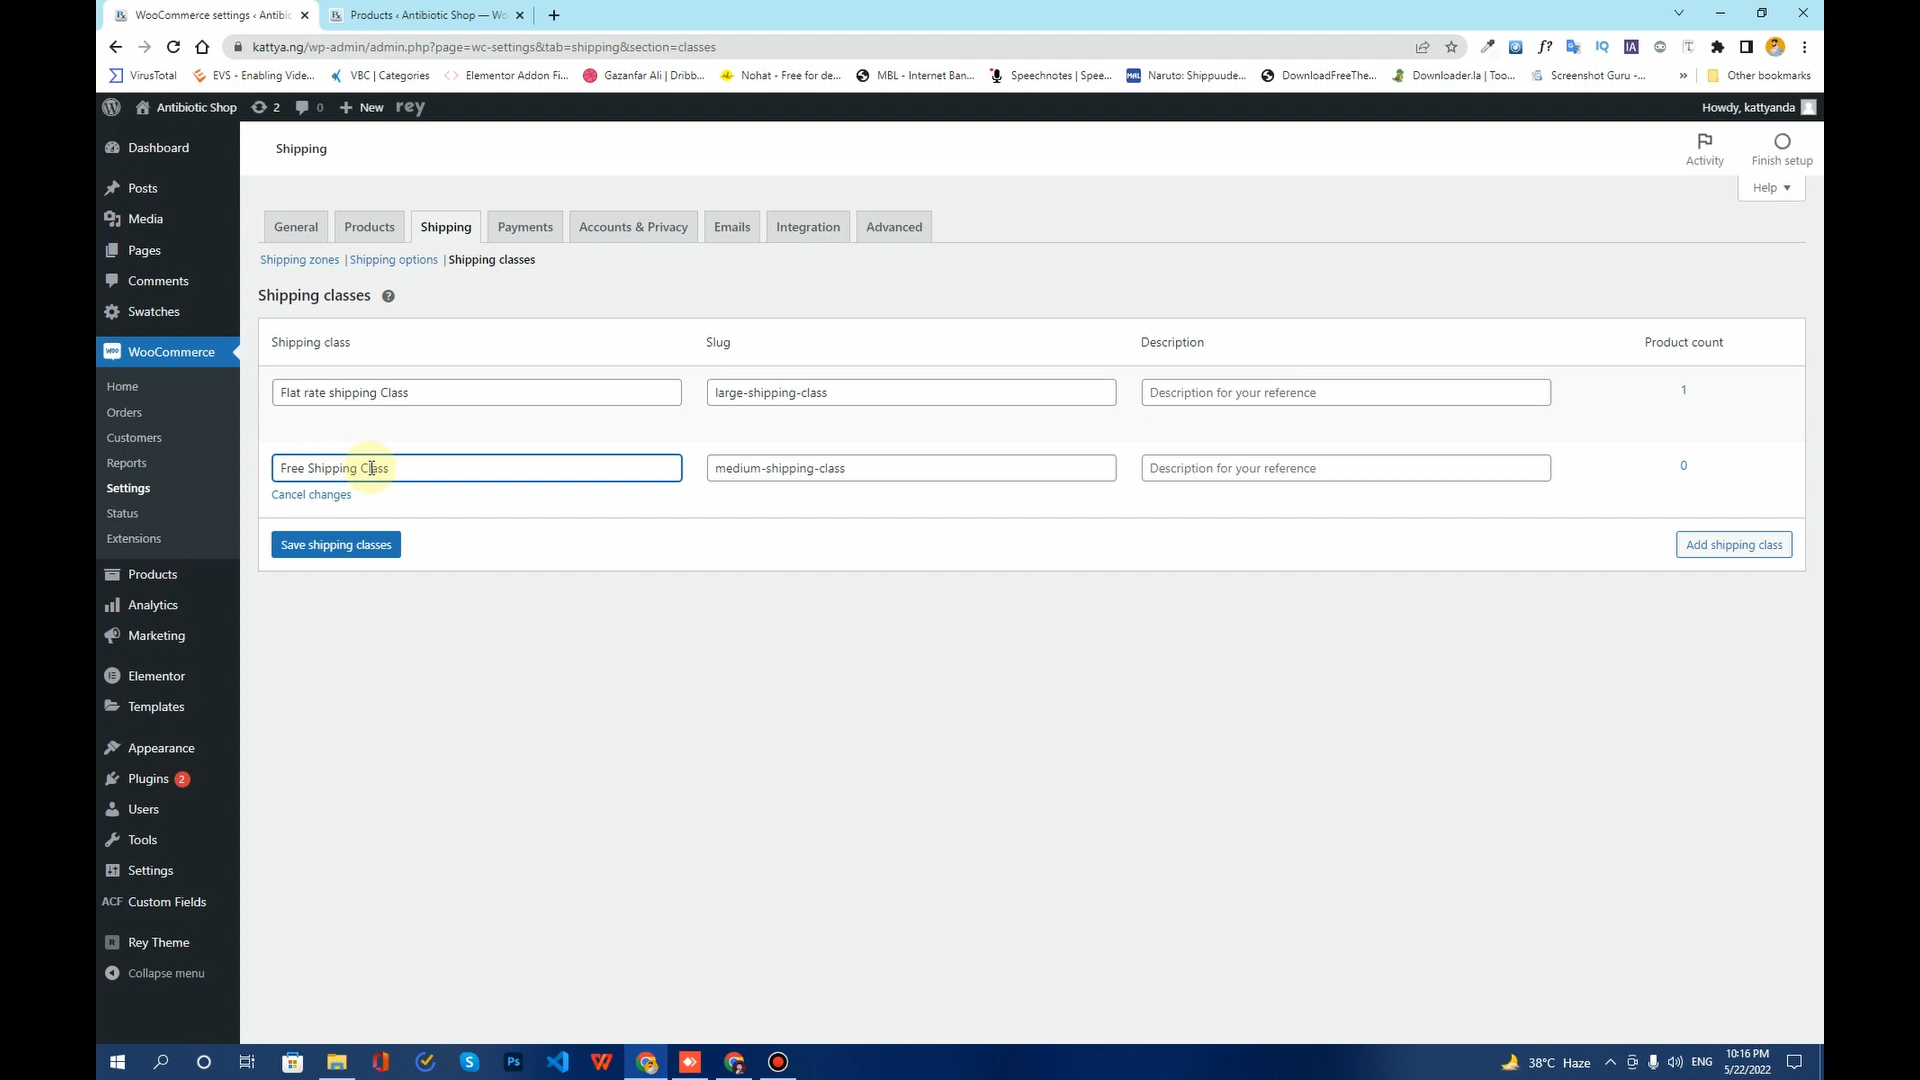 WooCommerce settings ‹ Antibic
Products ‹ Antibiotic Shop — Wo
kattya.ng/wp-admin/admin.php?page=wc-settings&tab=shipping&section=classes
VirusTotal
EVS - Enabling Vide...
VBC | Categories
Elementor Addon Fi...
Gazanfar Ali | Dribb...
Nohat - Free for de...
MBL - Internet Ban...
Speechnotes | Spee...
Naruto: Shippuude...
DownloadFreeThe...
Downloader.la | Too...
Screenshot Guru -...
»
Other bookmarks
Antibiotic Shop
2
0
+ New
rey
Howdy, kattyanda
Dashboard
Posts
Media
Pages
Comments
Swatches
WooCommerce
Home
Orders
Customers
Reports
Settings
Status
Extensions
Products
Analytics
Marketing
Elementor
Templates
Appearance
Plugins 2
Users
Tools
Settings
ACF Custom Fields
Rey Theme
Collapse menu
Shipping
Activity
Finish setup
Help
General
Products
Shipping
Payments
Accounts & Privacy
Emails
Integration
Advanced
Shipping zones | Shipping options | Shipping classes
Shipping classes
Shipping class Slug Description Product count
Flat rate shipping Class large-shipping-class Description for your reference 1
Free Shipping Class medium-shipping-class Description for your reference 0
Cancel changes
Save shipping classes
Add shipping class
38°C Haze
ENG
10:16 PM
5/22/2022